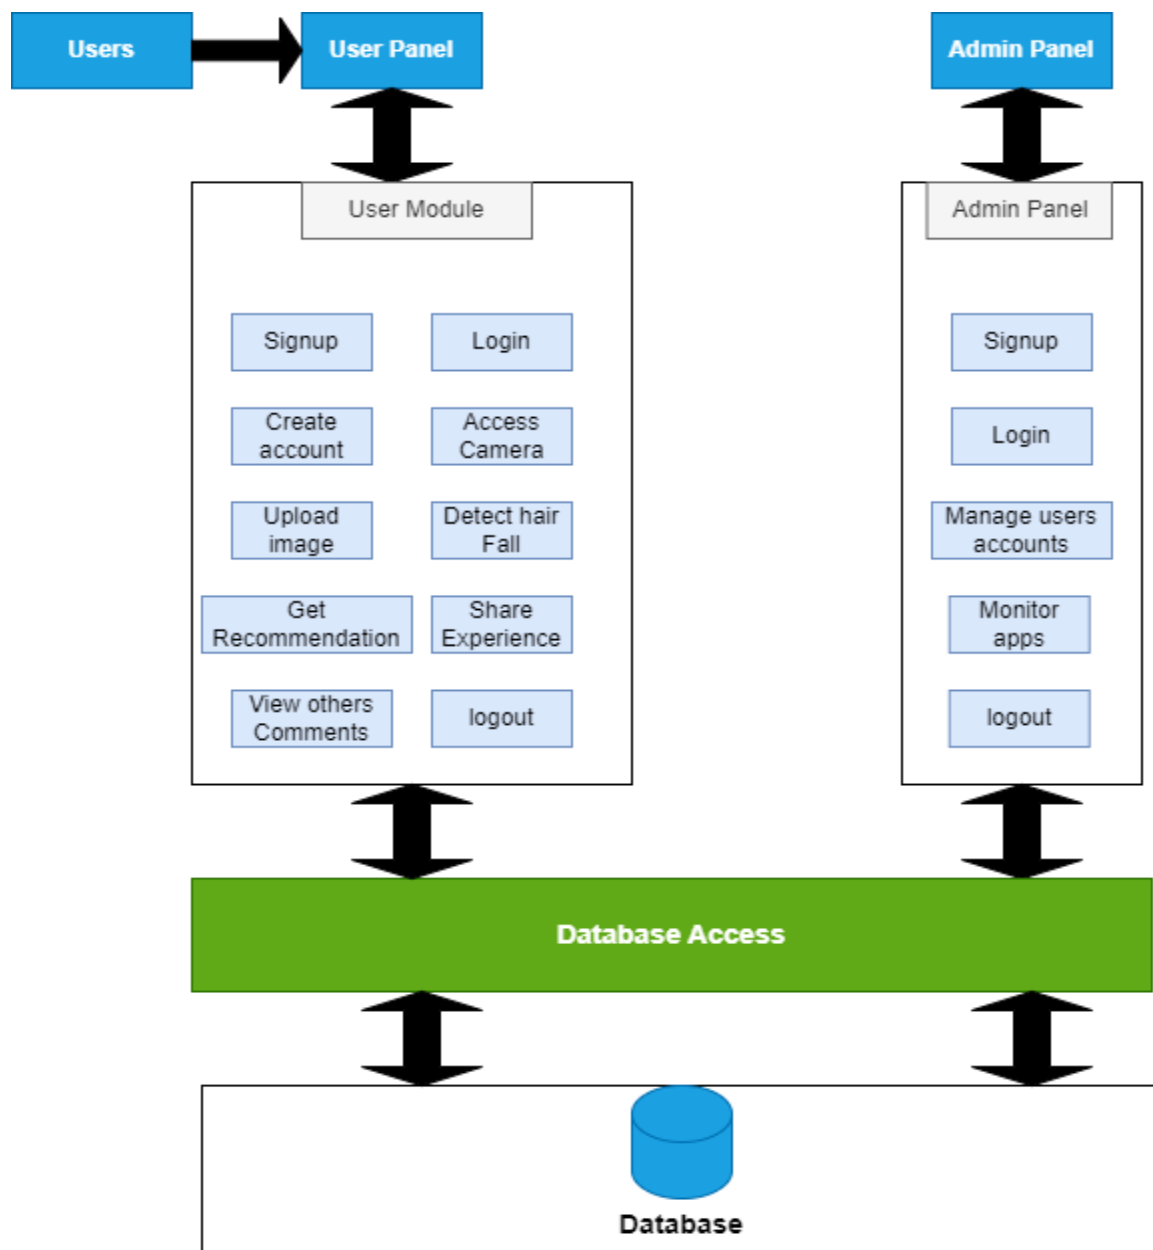 Users
User Panel
Admin Panel
User Module
Admin Panel
Signup
Login
Signup
Create
account
Access
Camera
Login
Upload
image
Detect hair
Fall
Manage users
accounts
Get
Recommendation
Share
Experience
Monitor
apps
View others
Comments
logout
logout
Database Access
Database